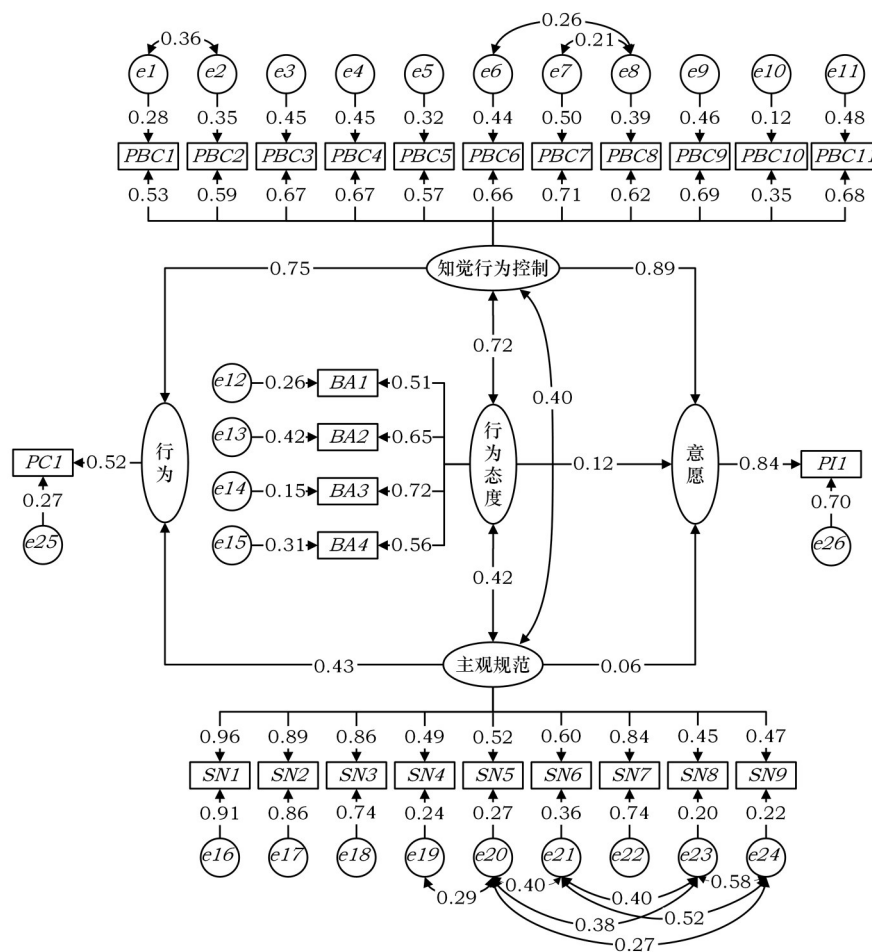 0.26
0.36
0.21
e1 e2 e3 e4 e5 e6 e7 e8 e9 e10 e11
0.28 0.35 0.45 0.45 0.32 0.44 0.50 0.39 0.46 0.12 0.48
PBC1 PBC2 PBC3 PBC4 PBC5 PBC6 PBC7 PBC8 PBC9 PBC10 PBC11
0.53 0.59 0.67 0.67 0.57 0.66 0.71 0.62 0.69 0.35 0.68
0.75 知觉行为控制 0.89
0.72
e12 0.26 BA1 0.51
0.40
e13 0.42 BA2 0.65
PC1 0.52 行为 行为态度 0.12 意愿 0.84 PI1
e14 0.15 BA3 0.72
0.27 0.70
e15 0.31 BA4 0.56
e25 e26
0.42
0.43 主观规范 0.06
0.96 0.89 0.86 0.49 0.52 0.60 0.84 0.45 0.47
SN1 SN2 SN3 SN4 SN5 SN6 SN7 SN8 SN9
0.91 0.86 0.74 0.24 0.27 0.36 0.74 0.20 0.22
e16 e17 e18 e19 e20 e21 e22 e23 e24
0.29 0.40 0.40 0.58
0.38 0.52
0.27